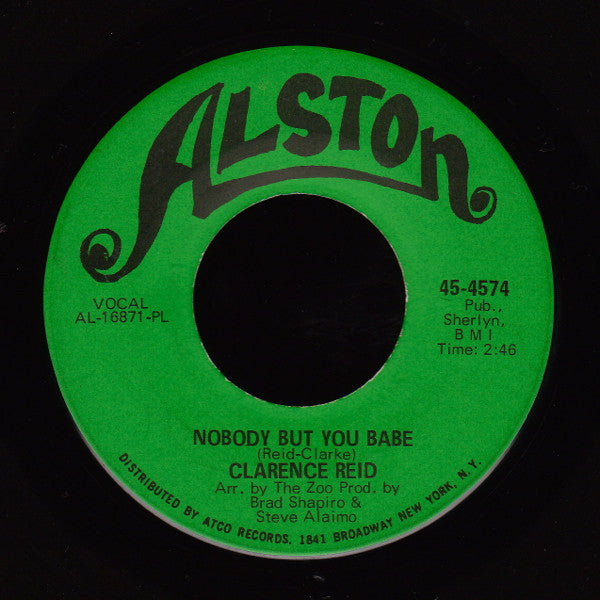 ALSTON
VOCAL
AL-16871-PL
45-4574
Pub.,
Sherlyn,
B M I
Time: 2:46
NOBODY BUT YOU BABE
(Reid-Clarke)
CLARENCE REID
Arr. by The Zoo Prod. by
Brad Shapiro &
Steve Alaimo
DISTRIBUTED BY ATCO RECORDS, 1841 BROADWAY NEW YORK, N.Y.